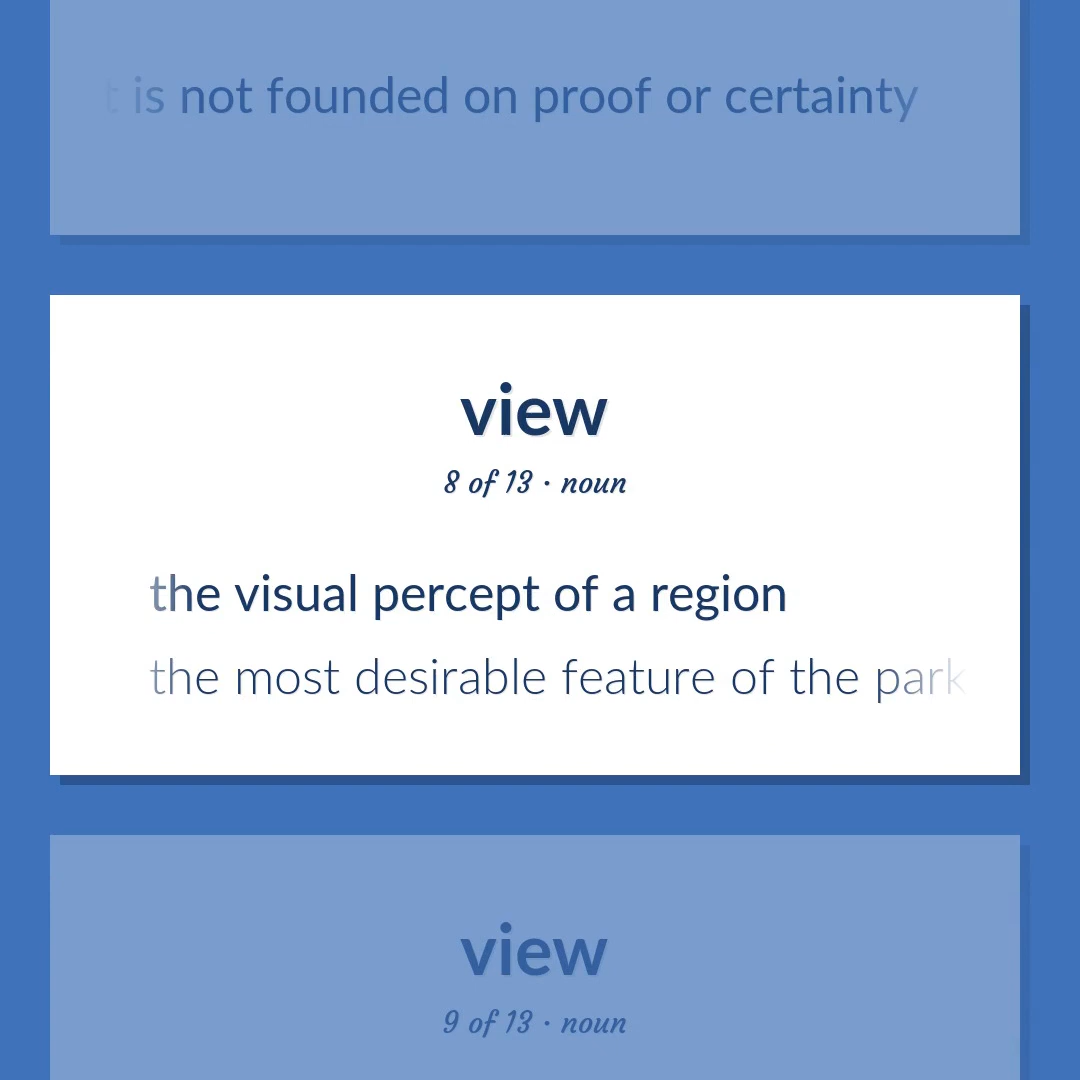 is not founded on proof or certainty
view
8 of 13 · noun
the visual percept of a region
the most desirable feature of the park
view
9 of 13 · noun